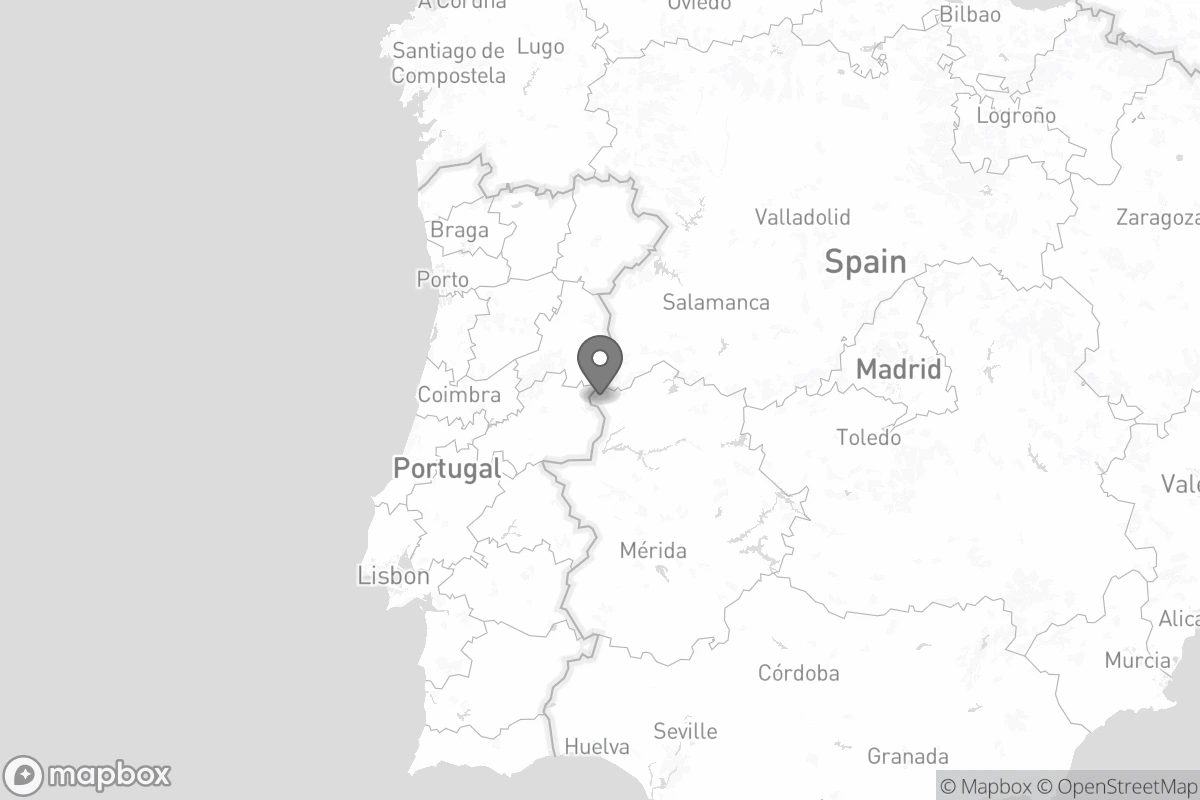 A Coruña
Oviedo
Bilbao
Santiago de
Compostela
Lugo
Logroño
Braga
Valladolid
Zaragoza
Porto
Spain
Salamanca
Madrid
Coimbra
Toledo
Portugal
Vale
Mérida
Lisbon
Alica
Murcia
Córdoba
Seville
Huelva
Granada
mapbox
© Mapbox © OpenStreetMap